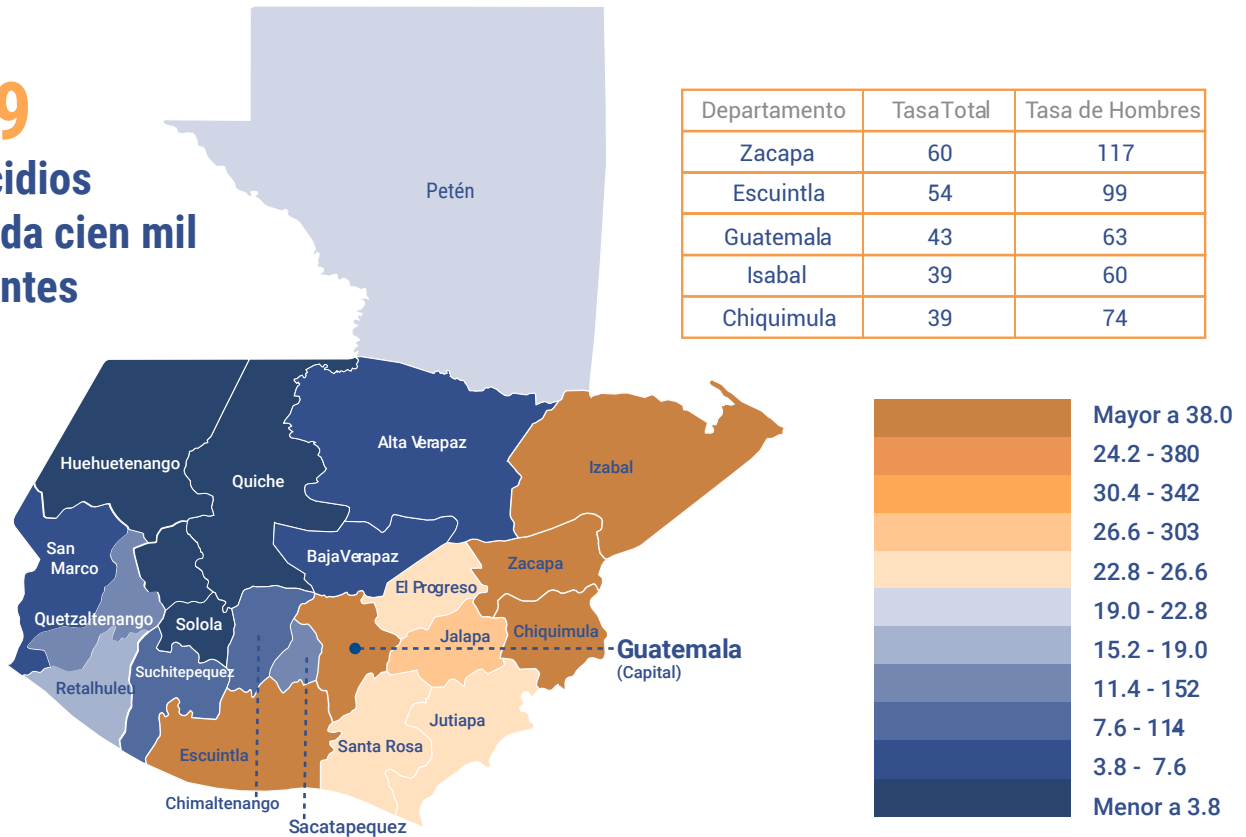 9
cidios
da cien mil
ntes
Departamento TasaTotal Tasa de Hombres
Zacapa 60 117
Escuintla 54 99
Guatemala 43 63
Isabal 39 60
Chiquimula 39 74
Petén
Huehuetenango
Quiche
Alta Verapaz
Izabal
San
Marco
BajaVerapaz
Zacapa
El Progreso
Quetzaltenango
Solola
Jalapa
Chiquimula
Guatemala
(Capital)
Suchitepequez
Retalhuleu
Jutiapa
Santa Rosa
Escuintla
Chimaltenango
Sacatapequez
Mayor a 38.0
24.2 - 380
30.4 - 342
26.6 - 303
22.8 - 26.6
19.0 - 22.8
15.2 - 19.0
11.4 - 152
7.6 - 114
3.8 - 7.6
Menor a 3.8